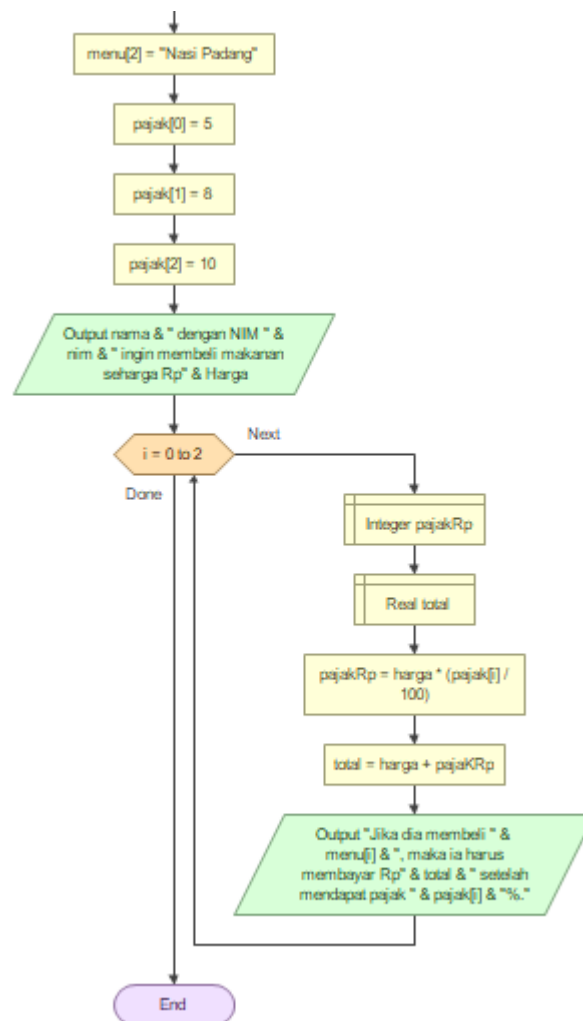 menu[2] = "Nasi Padang"
pajak[0] = 5
pajak[1] = 8
pajak[2] = 10
Output nama & " dengan NIM " &
nim & " ingin membeli makanan
seharga Rp" & Harga
i = 0 to 2
Next
Done
Integer pajakRp
Real total
pajakRp = harga * (pajak[i] /
100)
total = harga + pajaKRp
Output "Jika dia membeli " &
menu[i] & ", maka ia harus
membayar Rp" & total & " setelah
mendapat pajak " & pajak[i] & "%."
End